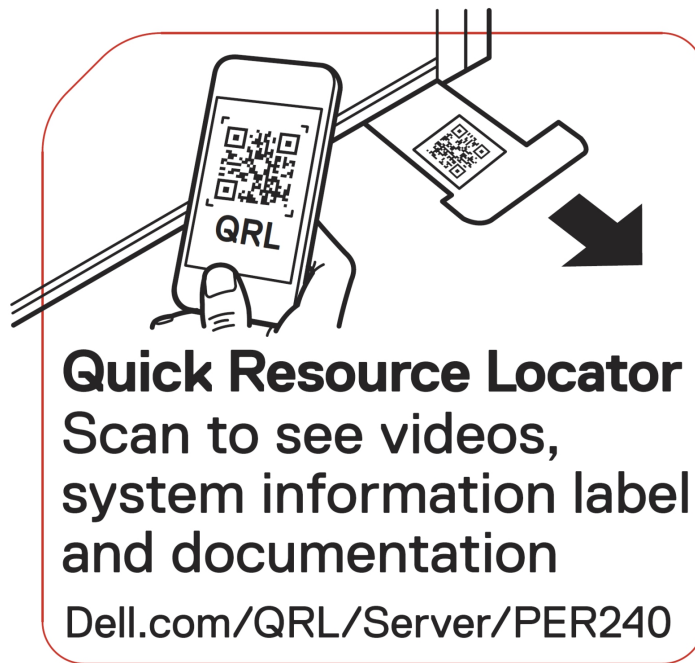 QRL
Quick Resource Locator
Scan to see videos,
system information label
and documentation
Dell.com/QRL/Server/PER240